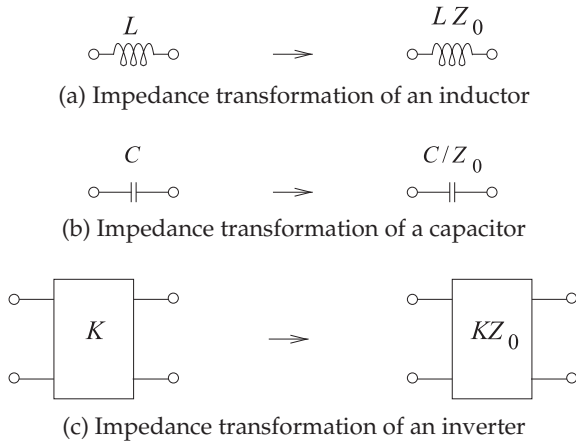 L LZ₀
(a) Impedance transformation of an inductor
C C/Z₀
(b) Impedance transformation of a capacitor
K KZ₀
(c) Impedance transformation of an inverter